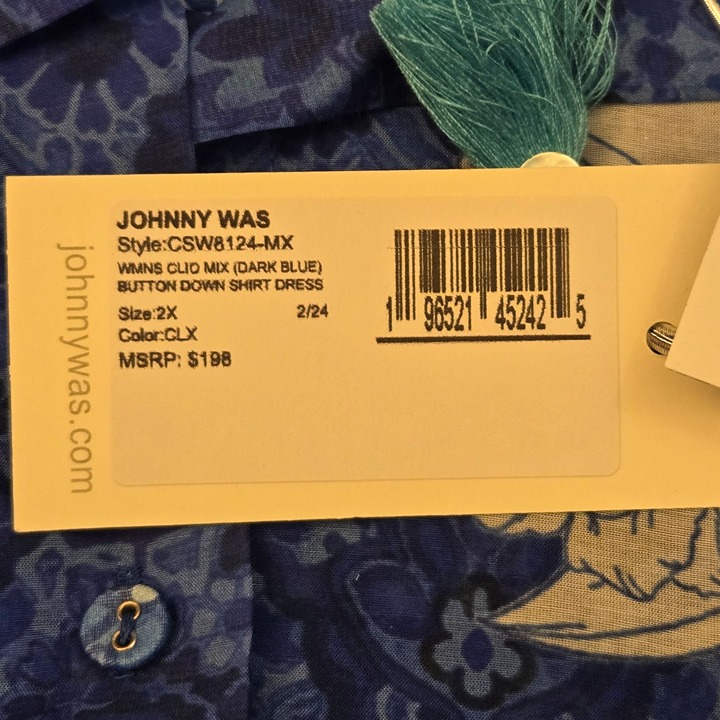 JOHNNY WAS
Style:CSW8124-MX
WMNS CLIO MIX (DARK BLUE)
BUTTON DOWN SHIRT DRESS
Size:2X 2/24
Color:CLX
MSRP: $198
1 96521 45242 5
johnnywas.com